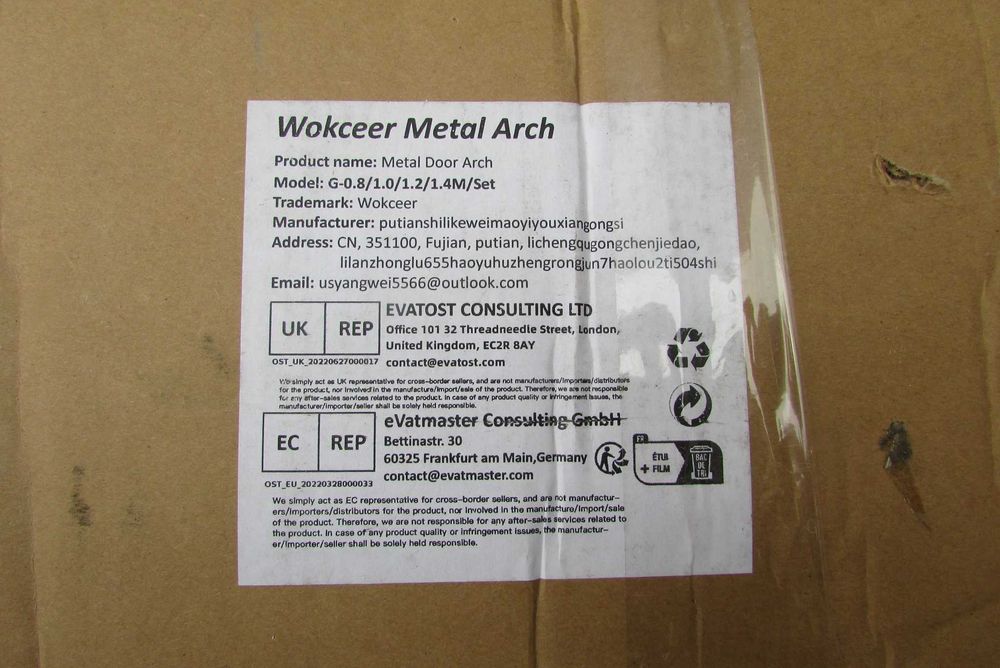 Wokceer Metal Arch
Product name: Metal Door Arch
Model: G-0.8/1.0/1.2/1.4M/Set
Trademark: Wokceer
Manufacturer: putianshilikeweimaoyiyouxiangongsi
Address: CN, 351100, Fujian, putian, lichengqugongchenjiedao,
lilanzhonglu655haoyuhuzhengrongjun7haolou2ti504shi
Email: usyangwei5566@outlook.com
UK REP
EVATOST CONSULTING LTD
Office 101 32 Threadneedle Street, London,
United Kingdom, EC2R 8AY
contact@evatost.com
OST_UK_20220627000017
We simply act as UK representative for cross-border sellers, and are not manufacturers/importers/distributors
for the product, nor involved in the manufacture/import/sale of the product. Therefore, we are not responsible
for any after-sales services related to the product. In case of any product quality or infringement issues, the
manufacturer/importer/seller shall be solely held responsible.
EC REP
eVatmaster Consulting GmbH
Bettinastr. 30
60325 Frankfurt am Main,Germany
contact@evatmaster.com
OST_EU_20220328000033
FR
ÉTUI
+ FILM
BAC
DE
TRI
We simply act as EC representative for cross-border sellers, and are not manufactur-
ers/importers/distributors for the product, nor involved in the manufacture/import/sale
of the product. Therefore, we are not responsible for any after-sales services related to
the product. In case of any product quality or infringement issues, the manufactur-
er/importer/seller shall be solely held responsible.